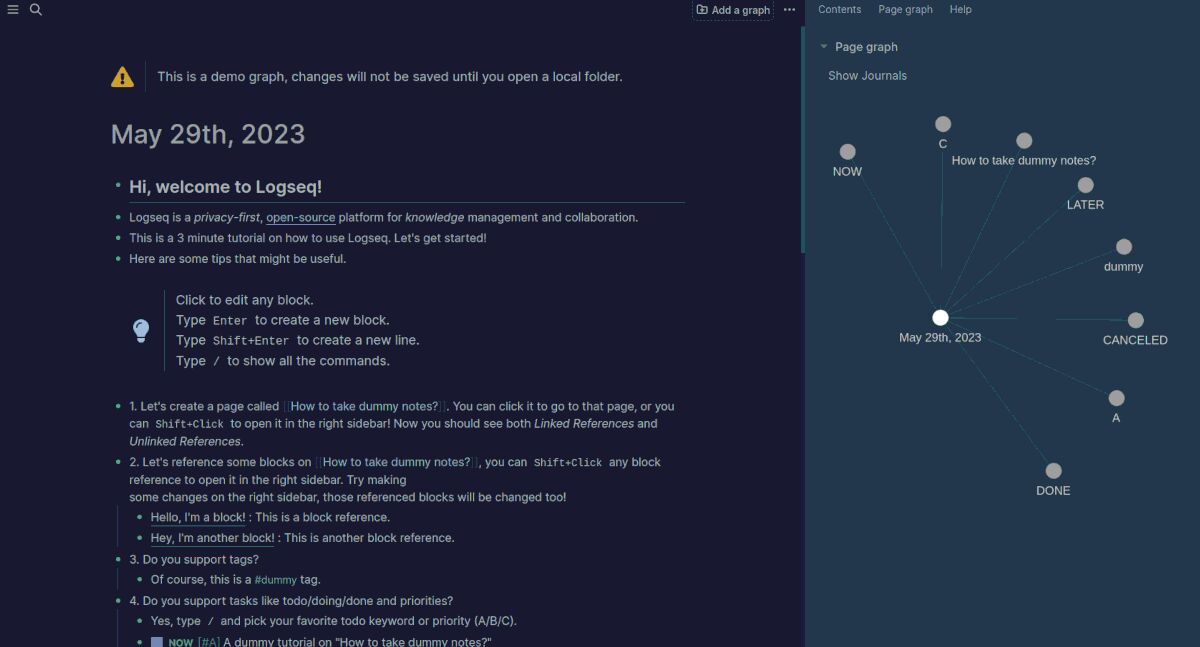 Add a graph
Contents Page graph Help
This is a demo graph, changes will not be saved until you open a local folder.
May 29th, 2023
Hi, welcome to Logseq!
Logseq is a privacy-first, open-source platform for knowledge management and collaboration.
This is a 3 minute tutorial on how to use Logseq. Let's get started!
Here are some tips that might be useful.
Click to edit any block.
Type Enter to create a new block.
Type Shift+Enter to create a new line.
Type / to show all the commands.
1. Let's create a page called [[How to take dummy notes?]]. You can click it to go to that page, or you
can Shift+Click to open it in the right sidebar! Now you should see both Linked References and
Unlinked References.
2. Let's reference some blocks on [[How to take dummy notes?]], you can Shift+Click any block
reference to open it in the right sidebar. Try making
some changes on the right sidebar, those referenced blocks will be changed too!
Hello, I'm a block! : This is a block reference.
Hey, I'm another block! : This is another block reference.
3. Do you support tags?
Of course, this is a #dummy tag.
4. Do you support tasks like todo/doing/done and priorities?
Yes, type / and pick your favorite todo keyword or priority (A/B/C).
NOW [#A] A dummy tutorial on "How to take dummy notes?"
Page graph
Show Journals
C
How to take dummy notes?
NOW
LATER
dummy
May 29th, 2023
CANCELED
A
DONE